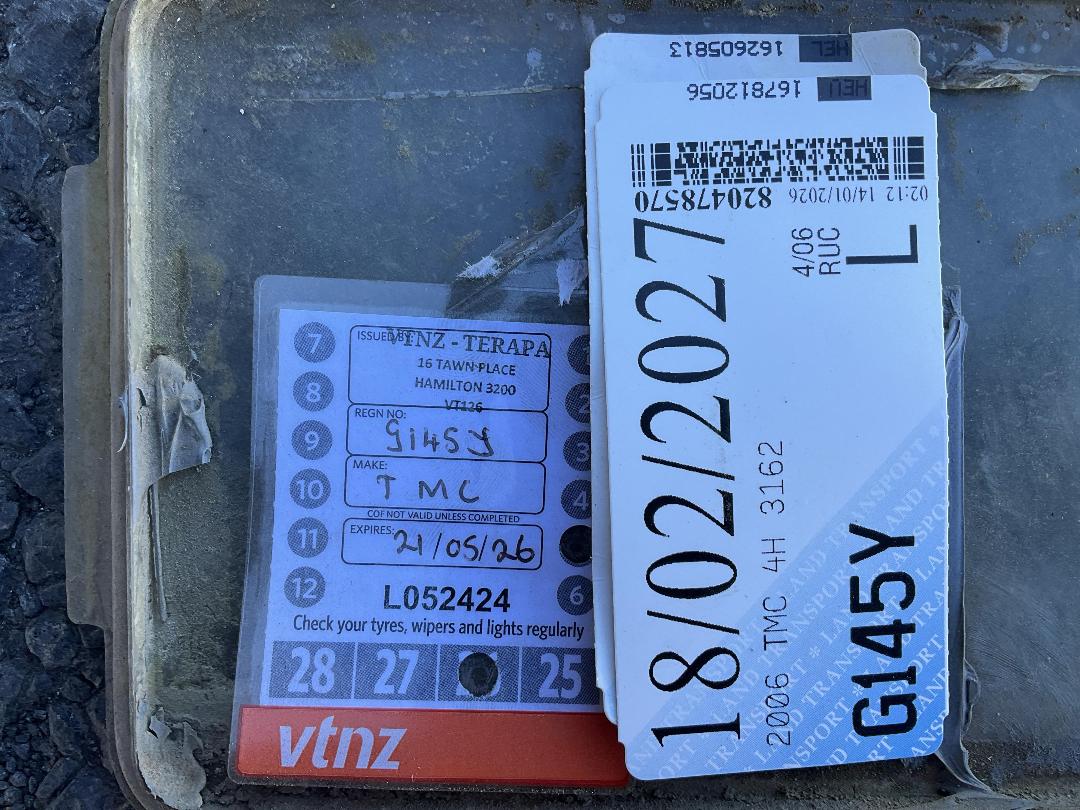 7
8
9
10
11
12
ISSUED BY
VTNZ - TERAPA
16 TAWN PLACE
HAMILTON 3200
VT126
REGN NO:
G145Y
MAKE:
TMC
COF NOT VALID UNLESS COMPLETED
EXPIRES:
21/05/26
2
3
4
6
L052424
Check your tyres, wipers and lights regularly
28 27 25
vtnz
162605813
167812056
820478570
02:12 14/01/2026
18/02/2027
4/06
RUC
L
2006 TMC 4H 3162
G145Y
LAND TRANSPORT * LAND TRANSPORT